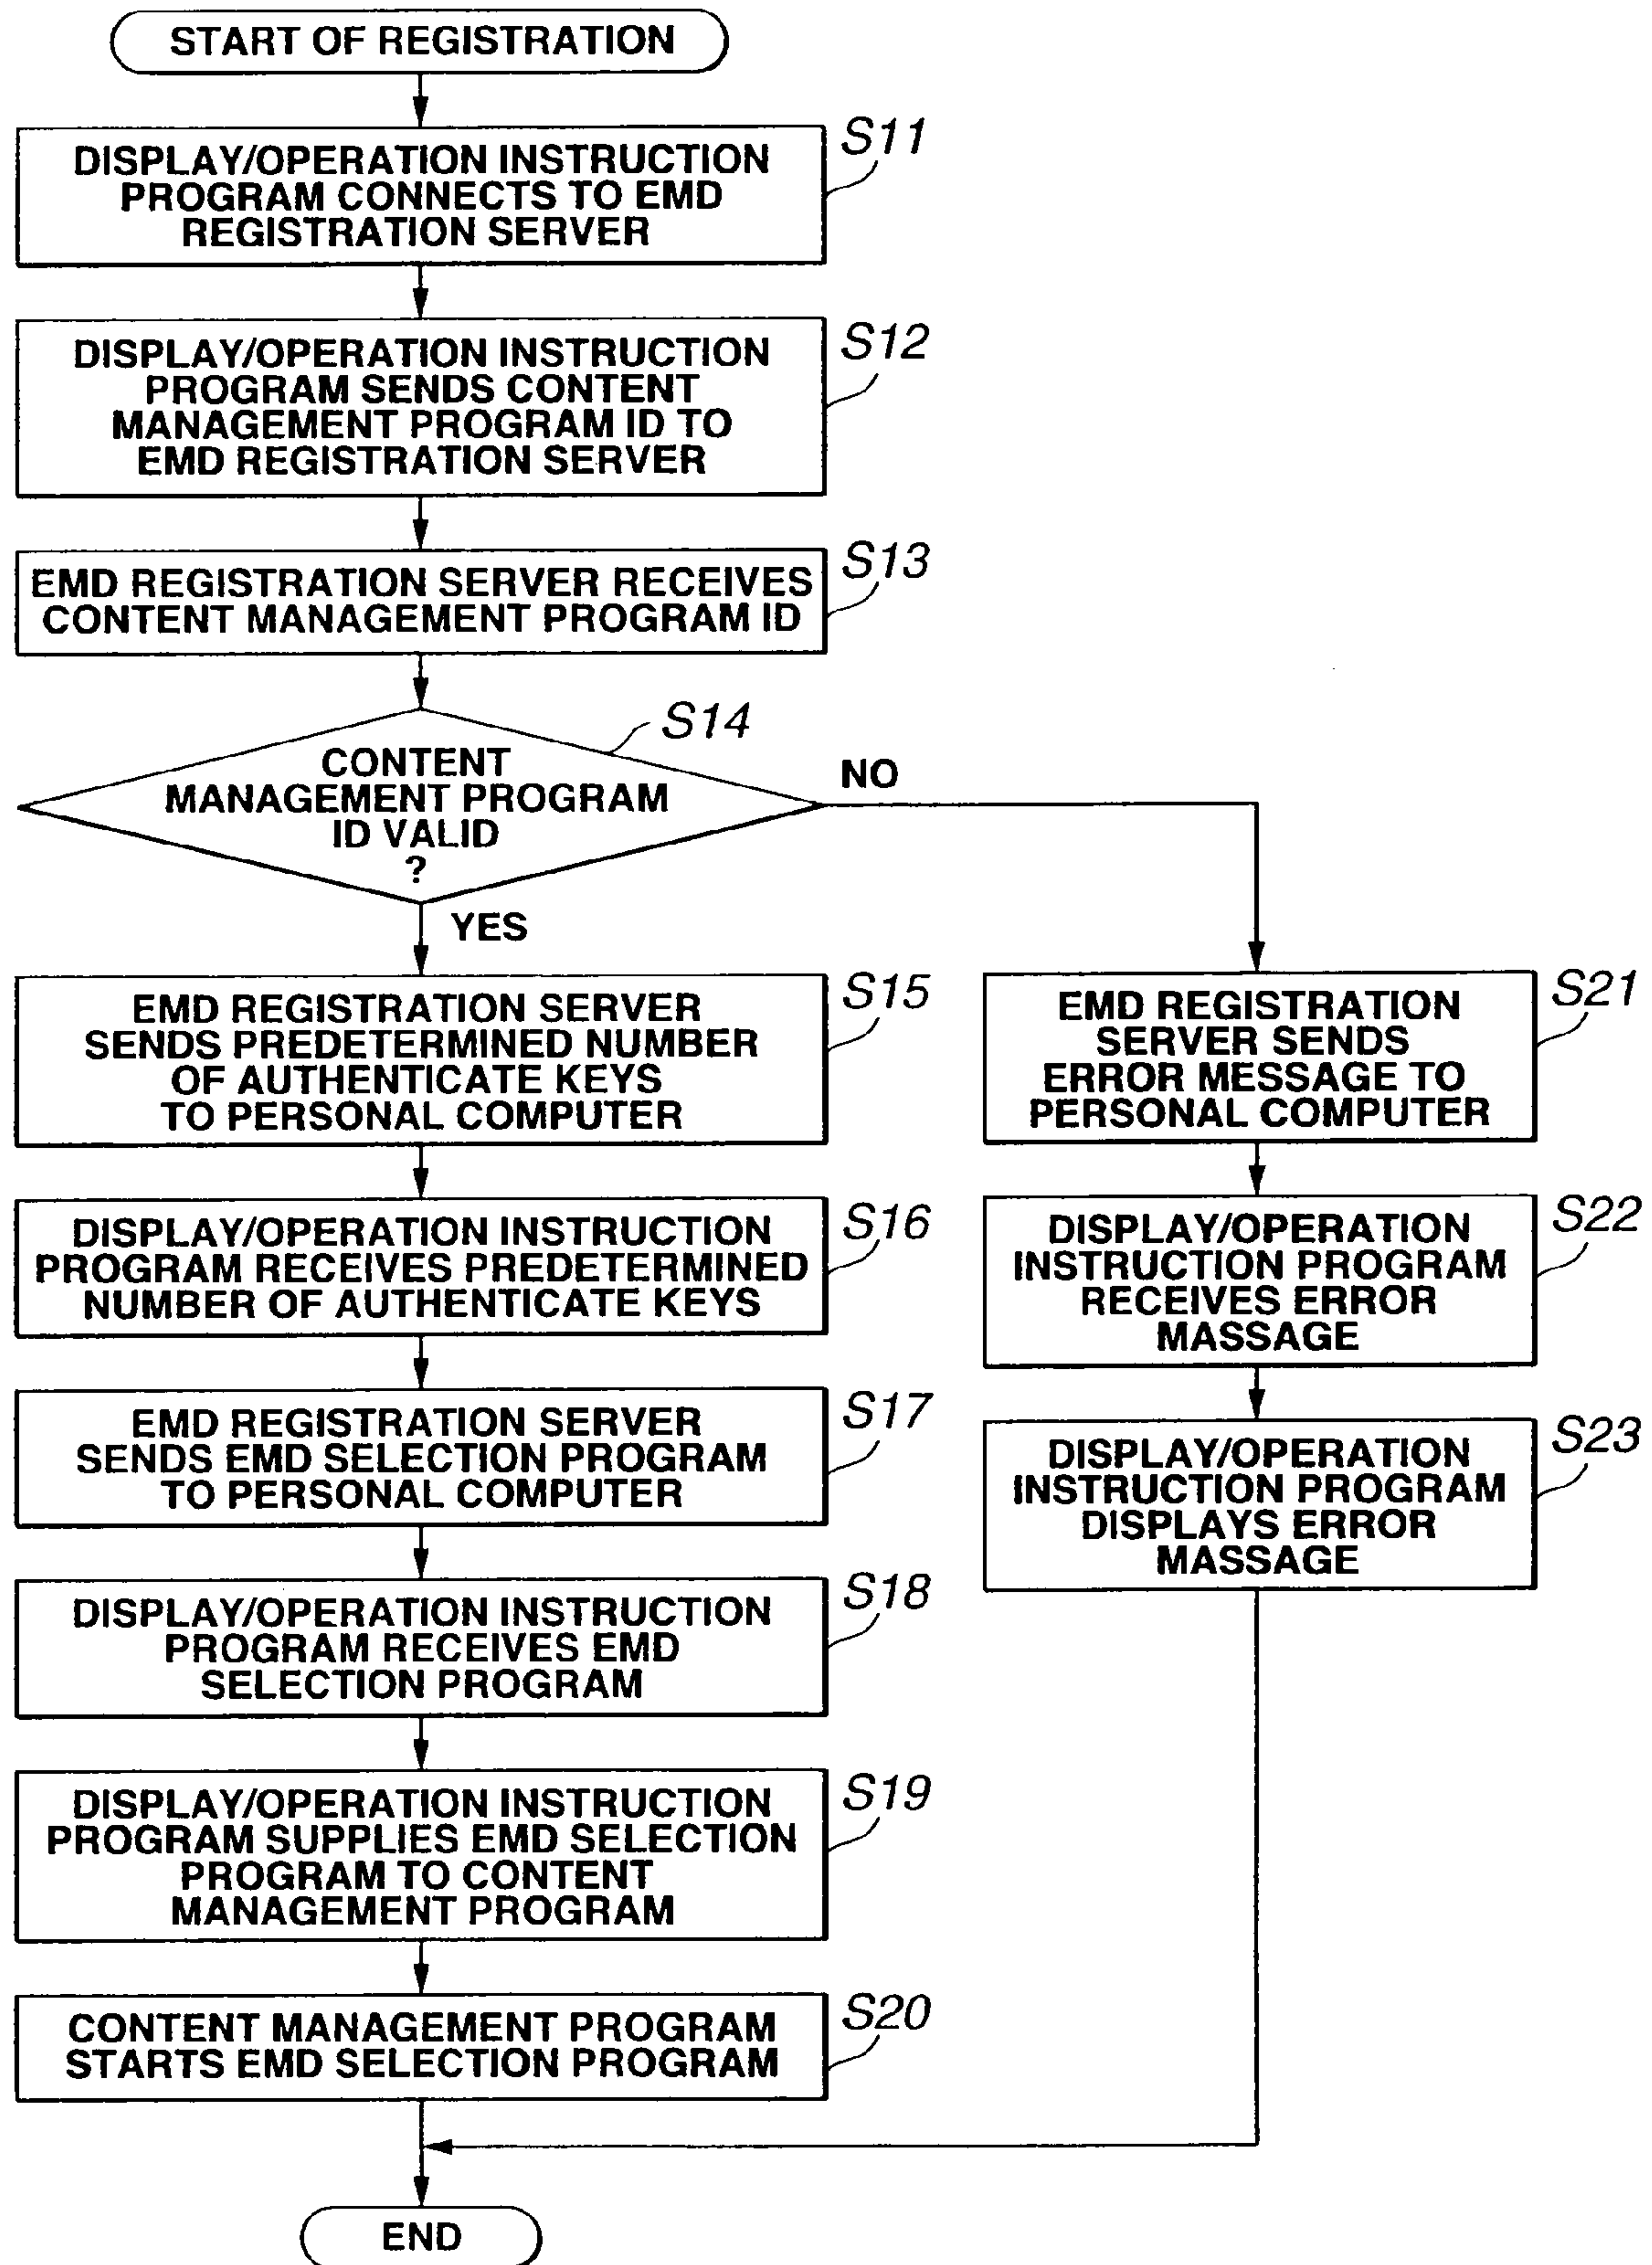 START OF REGISTRATION
S11
DISPLAY/OPERATION INSTRUCTION
PROGRAM CONNECTS TO EMD
REGISTRATION SERVER
S12
DISPLAY/OPERATION INSTRUCTION
PROGRAM SENDS CONTENT
MANAGEMENT PROGRAM ID TO
EMD REGISTRATION SERVER
S13
EMD REGISTRATION SERVER RECEIVES
CONTENT MANAGEMENT PROGRAM ID
S14
CONTENT
MANAGEMENT PROGRAM
ID VALID
?
NO
YES
S15
EMD REGISTRATION SERVER
SENDS PREDETERMINED NUMBER
OF AUTHENTICATE KEYS
TO PERSONAL COMPUTER
S16
DISPLAY/OPERATION INSTRUCTION
PROGRAM RECEIVES PREDETERMINED
NUMBER OF AUTHENTICATE KEYS
S17
EMD REGISTRATION SERVER
SENDS EMD SELECTION PROGRAM
TO PERSONAL COMPUTER
S18
DISPLAY/OPERATION INSTRUCTION
PROGRAM RECEIVES EMD
SELECTION PROGRAM
S19
DISPLAY/OPERATION INSTRUCTION
PROGRAM SUPPLIES EMD SELECTION
PROGRAM TO CONTENT
MANAGEMENT PROGRAM
S20
CONTENT MANAGEMENT PROGRAM
STARTS EMD SELECTION PROGRAM
S21
EMD REGISTRATION
SERVER SENDS
ERROR MESSAGE TO
PERSONAL COMPUTER
S22
DISPLAY/OPERATION
INSTRUCTION PROGRAM
RECEIVES ERROR
MASSAGE
S23
DISPLAY/OPERATION
INSTRUCTION PROGRAM
DISPLAYS ERROR
MASSAGE
END